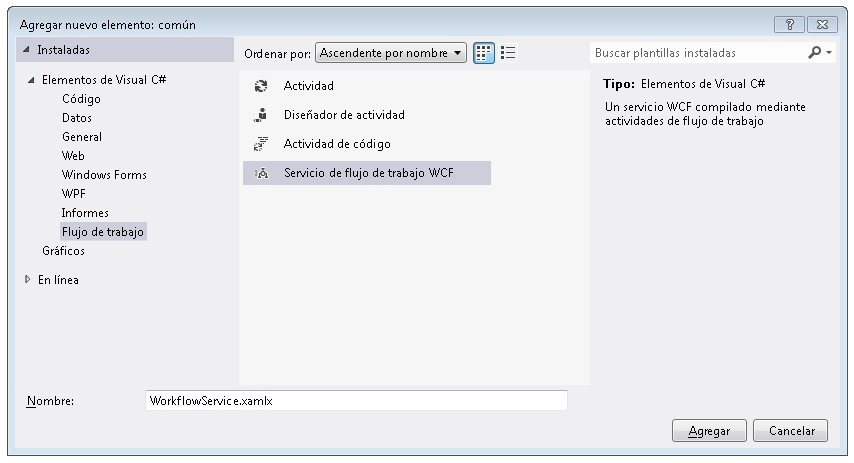 Agregar nuevo elemento: común
Instaladas
Ordenar por: Ascendente por nombre
Buscar plantillas instaladas
Elementos de Visual C#
Código
Datos
General
Web
Windows Forms
WPF
Informes
Flujo de trabajo
Gráficos
En línea
Actividad
Diseñador de actividad
Actividad de código
Servicio de flujo de trabajo WCF
Tipo: Elementos de Visual C#
Un servicio WCF compilado mediante
actividades de flujo de trabajo
Nombre: WorkflowService.xamlx
Agregar Cancelar